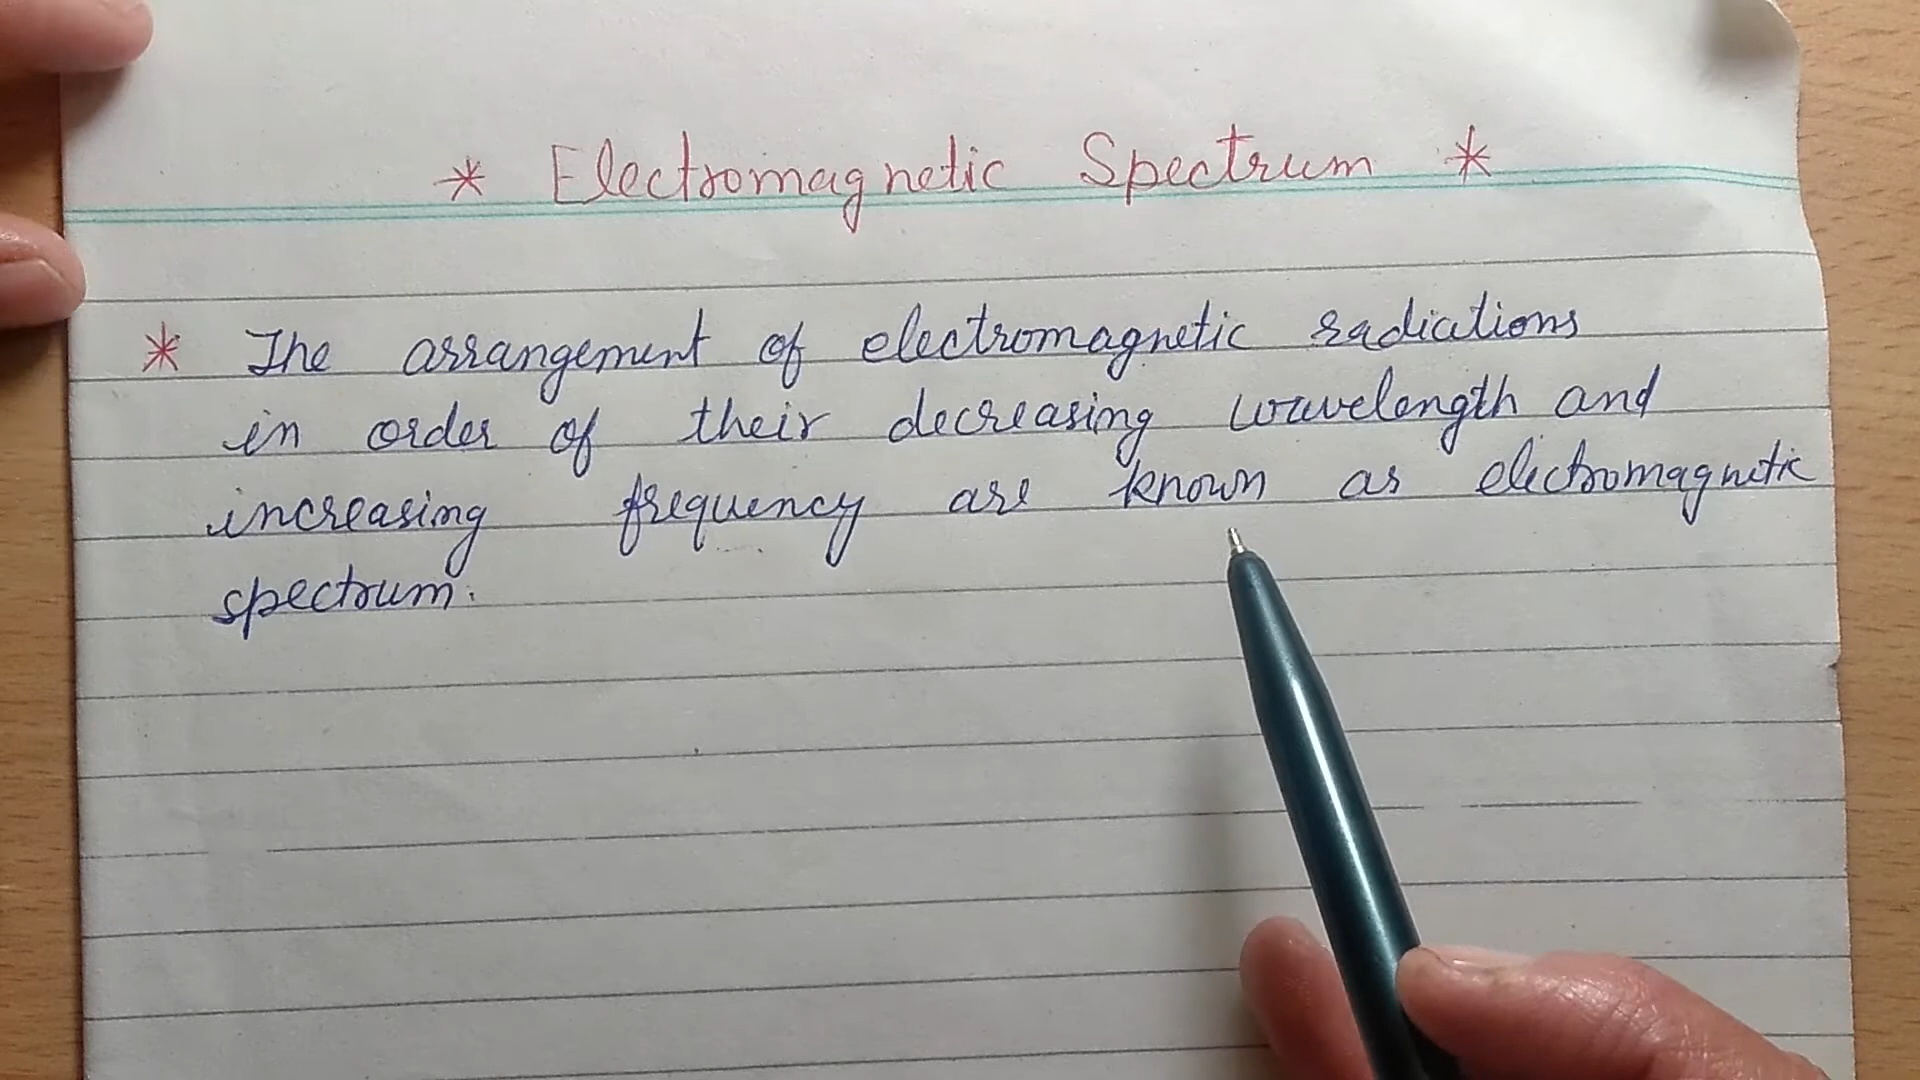 * Electromagnetic Spectrum *
* The arrangement of electromagnetic radiations
in order of their decreasing wavelength and
increasing frequency are known as electromagnetic
spectrum.